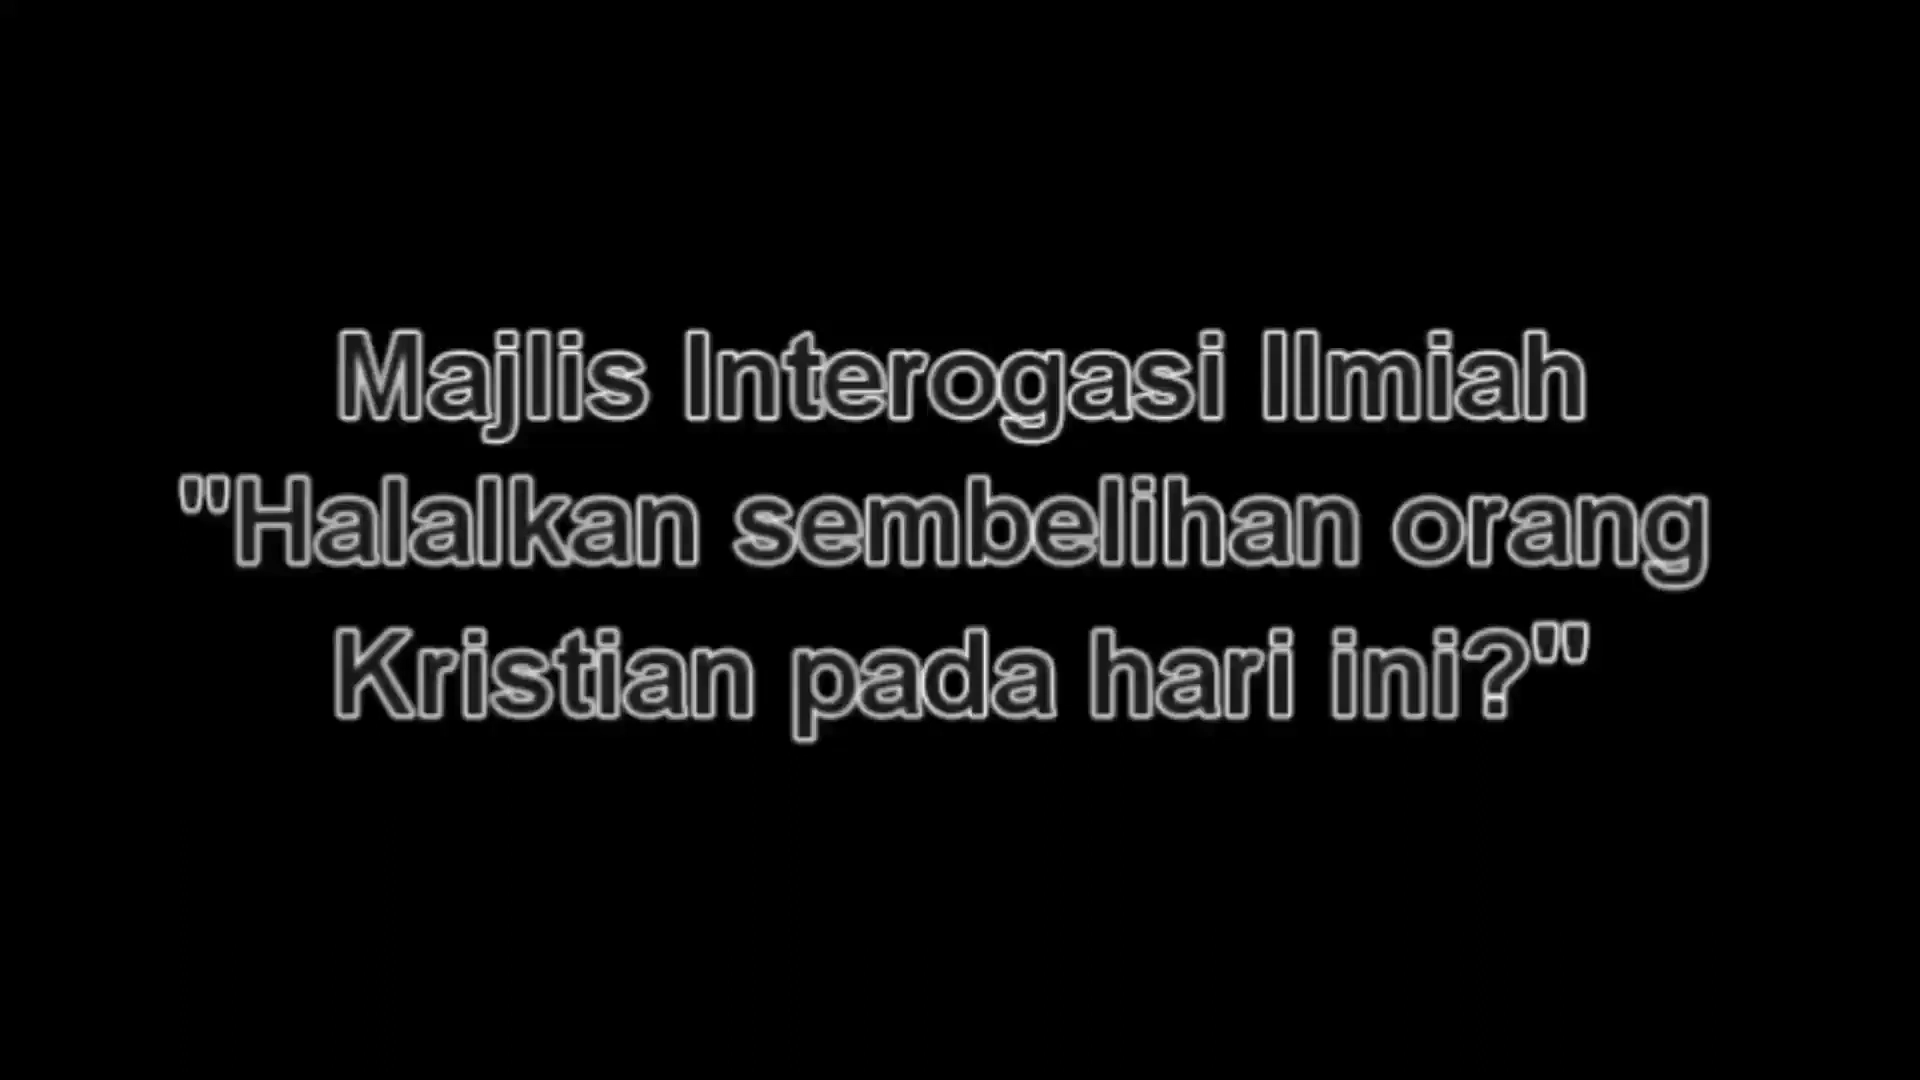 Majlis Interogasi Ilmiah
"Halalkan sembelihan orang
Kristian pada hari ini?"